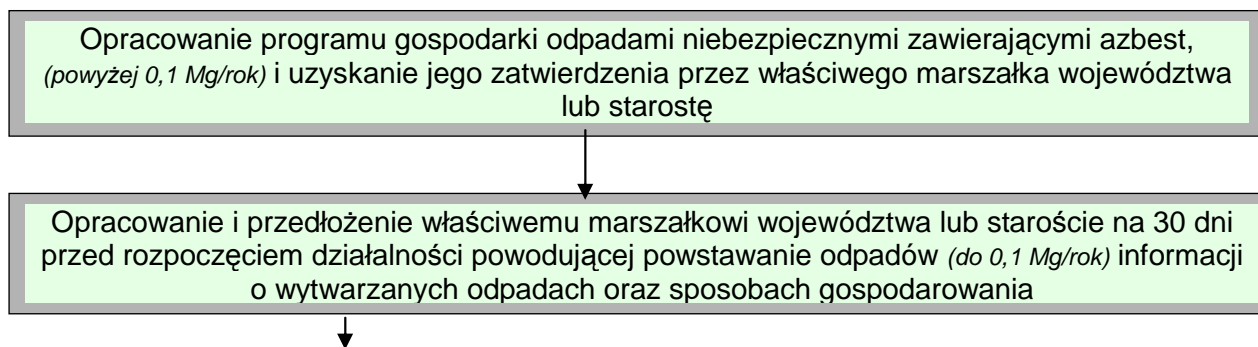 Opracowanie programu gospodarki odpadami niebezpiecznymi zawierającymi azbest,
(powyżej 0,1 Mg/rok) i uzyskanie jego zatwierdzenia przez właściwego marszałka województwa
lub starostę
Opracowanie i przedłożenie właściwemu marszałkowi województwa lub staroście na 30 dni
przed rozpoczęciem działalności powodującej powstawanie odpadów (do 0,1 Mg/rok) informacji
o wytwarzanych odpadach oraz sposobach gospodarowania